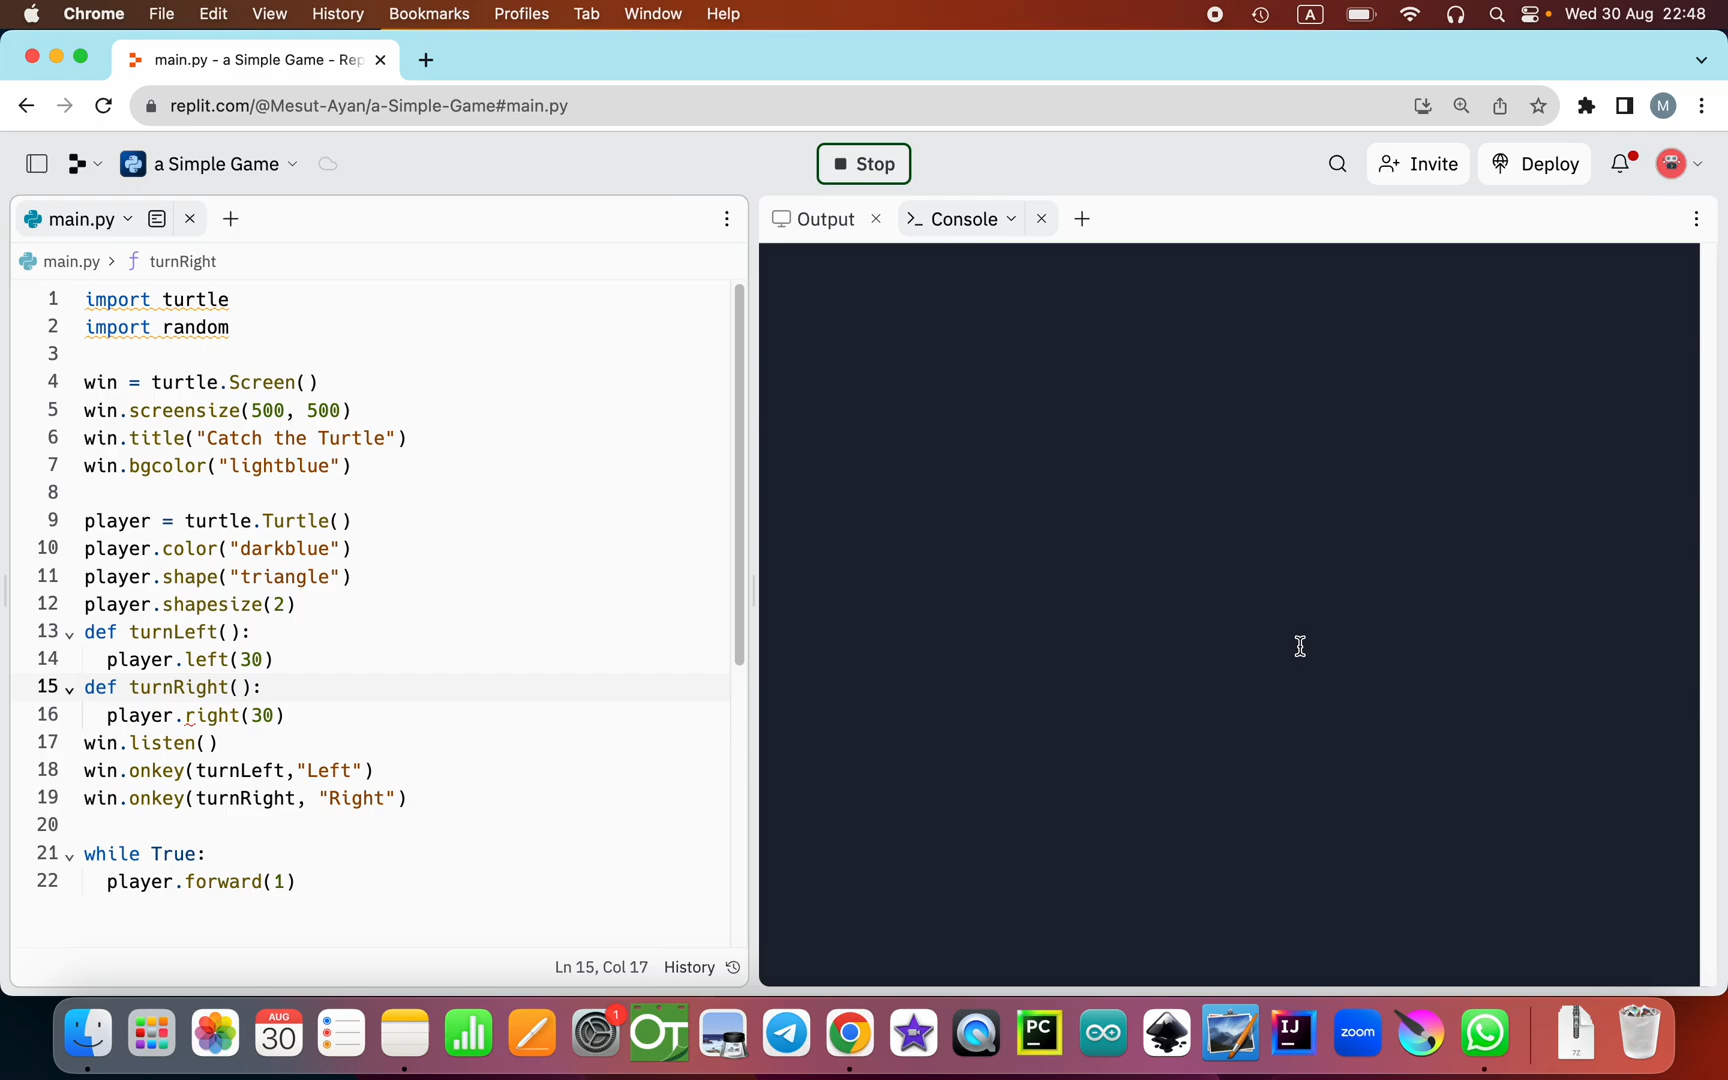 Chrome File Edit View History Bookmarks Profiles Tab Window Help A Wed 30 Aug 22:48
main.py - a Simple Game - Rep
replit.com/@Mesut-Ayan/a-Simple-Game#main.py M
a Simple Game Stop Invite Deploy
main.py Output >_ Console
main.py > f turnRight
1 import turtle
2 import random
3
4 win = turtle.Screen()
5 win.screensize(500, 500)
6 win.title("Catch the Turtle")
7 win.bgcolor("lightblue")
8
9 player = turtle.Turtle()
10 player.color("darkblue")
11 player.shape("triangle")
12 player.shapesize(2)
13 def turnLeft():
14 player.left(30)
15 def turnRight():
16 player.right(30)
17 win.listen()
18 win.onkey(turnLeft,"Left")
19 win.onkey(turnRight, "Right")
20
21 while True:
22 player.forward(1)
Ln 15, Col 17 History
AUG 30 1 OT PC IJ zoom 7Z